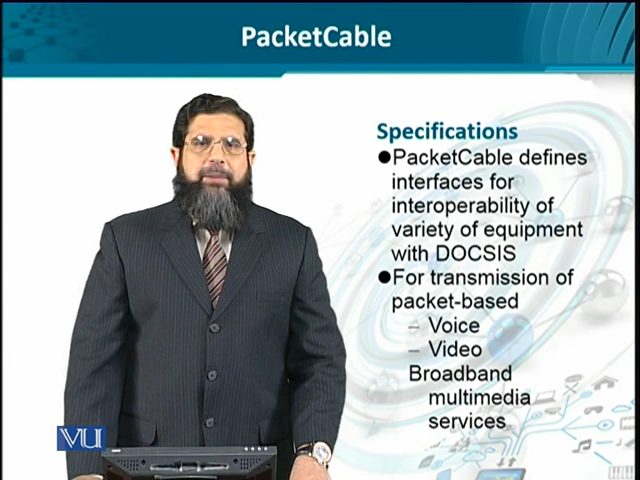 PacketCable
Specifications
●PacketCable defines
interfaces for
interoperability of
variety of equipment
with DOCSIS
●For transmission of
packet-based
– Voice
– Video
Broadband
multimedia
services
VU